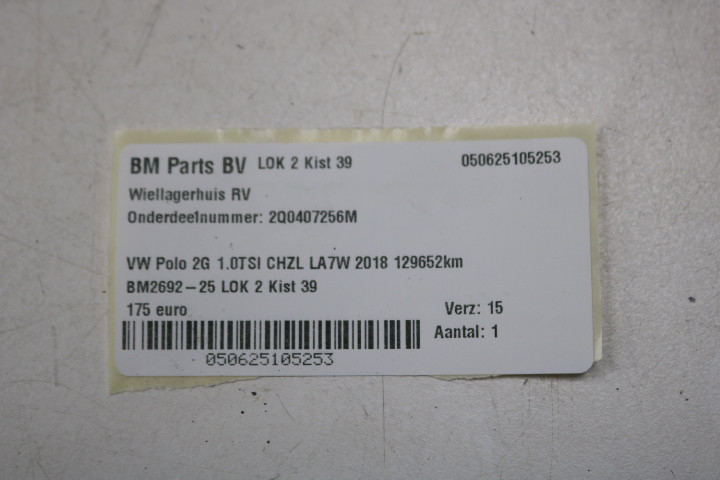 BM Parts BV LOK 2 Kist 39 050625105253
Wiellagerhuis RV
Onderdeelnummer: 2Q0407256M
VW Polo 2G 1.0TSI CHZL LA7W 2018 129652km
BM2692-25 LOK 2 Kist 39
175 euro Verz: 15
Aantal: 1
050625105253